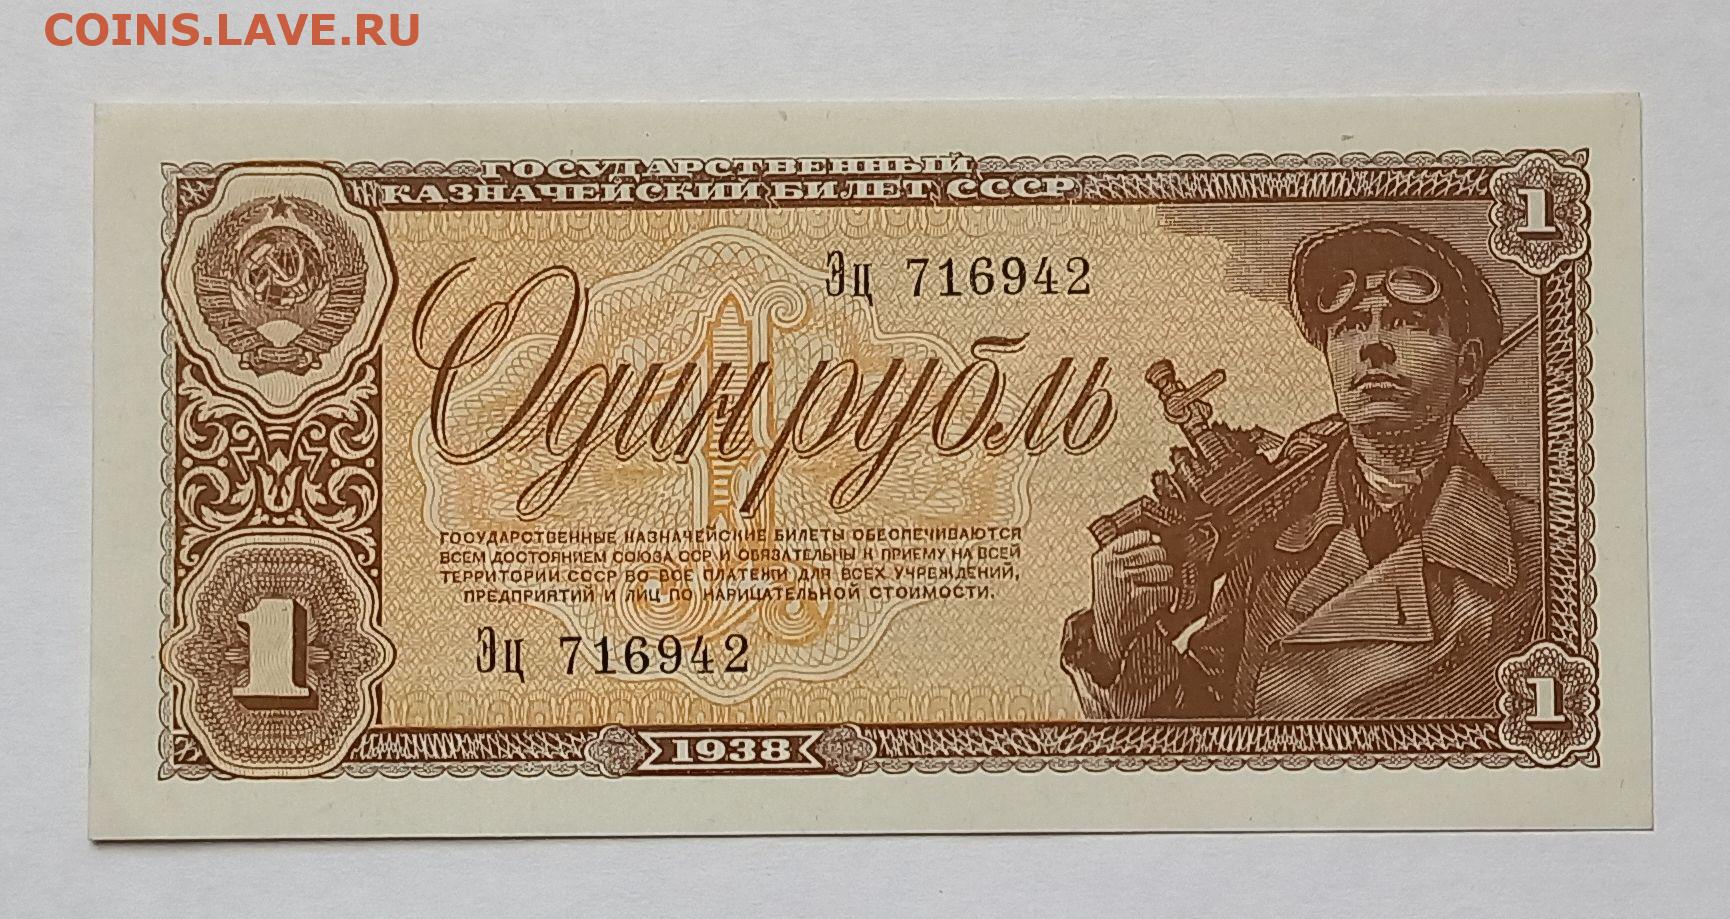 COINS.LAVE.RU
ГОСУДАРСТВЕННЫЙ
КАЗНАЧЕЙСКИЙ БИЛЕТ СССР
1
Эц 716942
Один рубль
ГОСУДАРСТВЕННЫЕ КАЗНАЧЕЙСКИЕ БИЛЕТЫ ОБЕСПЕЧИВАЮТСЯ
ВСЕМ ДОСТОЯНИЕМ СОЮЗА ССР И ОБЯЗАТЕЛЬНЫ К ПРИЕМУ НА ВСЕЙ
ТЕРРИТОРИИ СССР ВО ВСЕ ПЛАТЕЖИ ДЛЯ ВСЕХ УЧРЕЖДЕНИЙ,
ПРЕДПРИЯТИЙ И ЛИЦ ПО НАРИЦАТЕЛЬНОЙ СТОИМОСТИ.
1
Эц 716942
1
1
1938